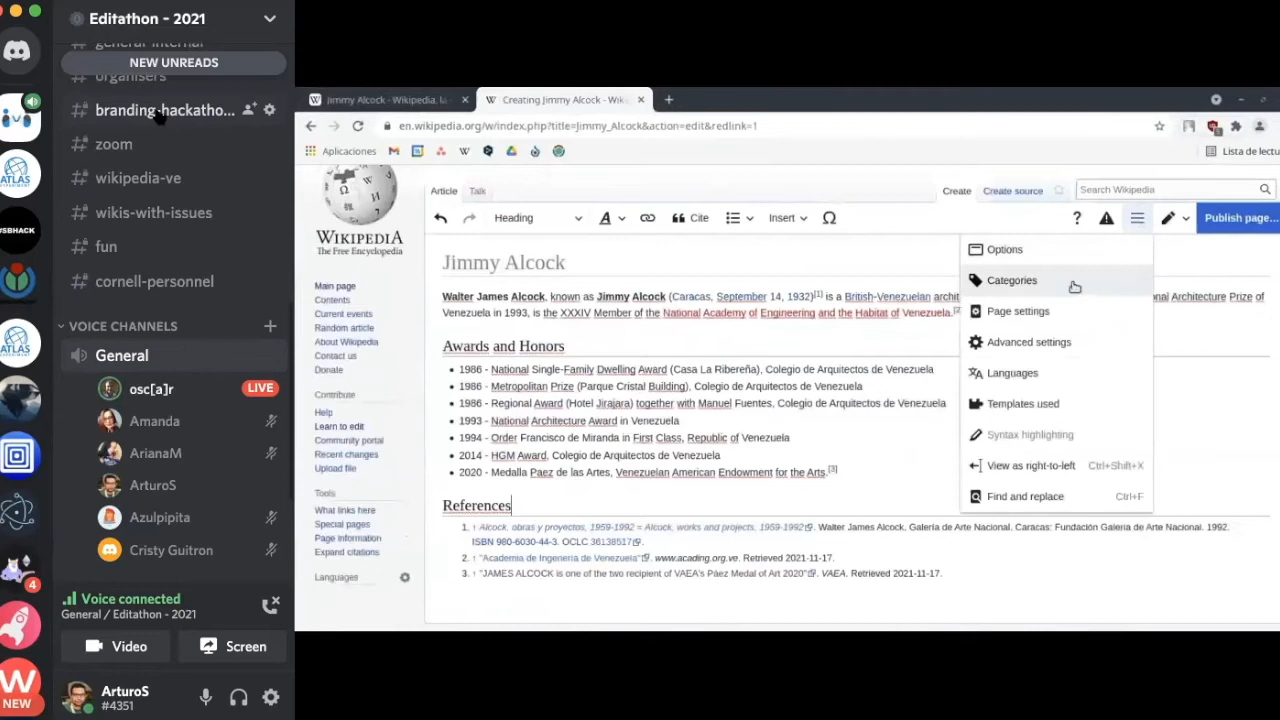 Editathon - 2021
general-internal
NEW UNREADS
organisers
branding-hackatho...
zoom
wikipedia-ve
wikis-with-issues
fun
cornell-personnel
VOICE CHANNELS
General
osc[a]r LIVE
Amanda
ArianaM
ArturoS
Azulpipita
Cristy Guitron
Voice connected
General / Editathon - 2021
Video
Screen
ArturoS
#4351
ATLAS
USBHACK
ATLAS
4
NEW
Jimmy Alcock - Wikipedia, la
Creating Jimmy Alcock - Wiki
en.wikipedia.org/w/index.php?title=Jimmy_Alcock&action=edit&redlink=1
Aplicaciones
Lista de lectu
WIKIPEDIA
The Free Encyclopedia
Main page
Contents
Current events
Random article
About Wikipedia
Contact us
Donate
Contribute
Help
Learn to edit
Community portal
Recent changes
Upload file
Tools
What links here
Special pages
Page information
Expand citations
Languages
Article Talk
Create Create source
Search Wikipedia
Heading
A
Cite
Insert
Ω
?
Publish page...
Jimmy Alcock
Walter James Alcock, known as Jimmy Alcock (Caracas, September 14, 1932)[1] is a British-Venezuelan archit
nal Architecture Prize of
Venezuela in 1993, is the XXXIV Member of the National Academy of Engineering and the Habitat of Venezuela.
Awards and Honors
1986 - National Single-Family Dwelling Award (Casa La Ribereña), Colegio de Arquitectos de Venezuela
1986 - Metropolitan Prize (Parque Cristal Building), Colegio de Arquitectos de Venezuela
1986 - Regional Award (Hotel Jirajara) together with Manuel Fuentes, Colegio de Arquitectos de Venezuela
1993 - National Architecture Award in Venezuela
1994 - Order Francisco de Miranda in First Class, Republic of Venezuela
2014 - HGM Award, Colegio de Arquitectos de Venezuela
2020 - Medalla Paez de las Artes, Venezuelan American Endowment for the Arts.[3]
References
1. ↑ Alcock, obras y proyectos, 1959-1992 = Alcock, works and projects, 1959-1992. Walter James Alcock, Galería de Arte Nacional. Caracas: Fundación Galeria de Arte Nacional. 1992.
ISBN 980-6030-44-3. OCLC 36138517.
2. ↑ "Academia de Ingeniería de Venezuela". www.acading.org.ve. Retrieved 2021-11-17.
3. ↑ "JAMES ALCOCK is one of the two recipient of VAEA's Páez Medal of Art 2020". VAEA. Retrieved 2021-11-17.
Options
Categories
Page settings
Advanced settings
Languages
Templates used
Syntax highlighting
View as right-to-left Ctrl+Shift+X
Find and replace Ctrl+F